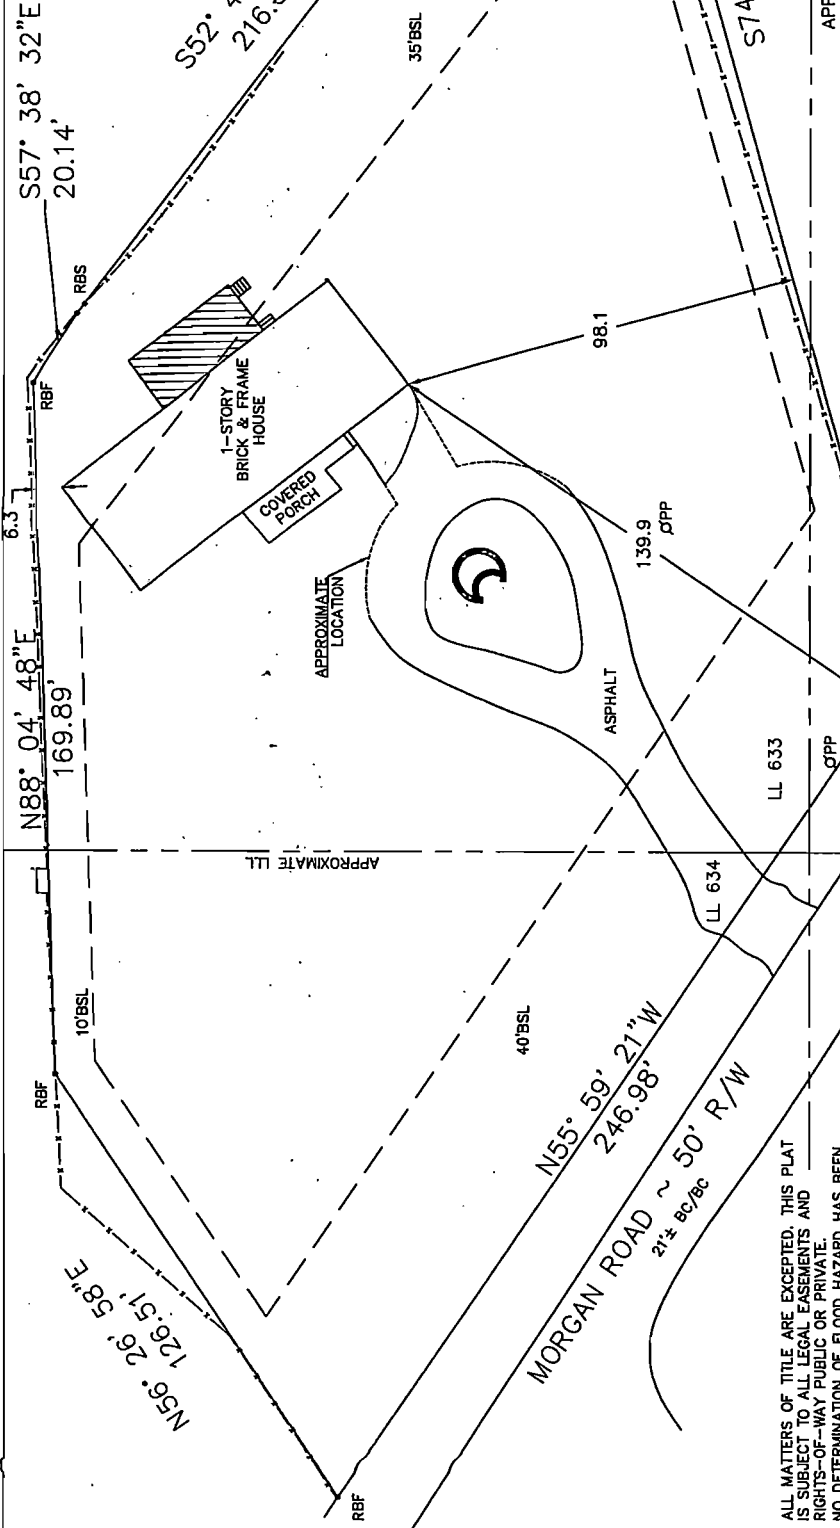 S57° 38' 32"E
20.14'
S52° 4
216.
35'BSL
S74
APP
RBS
RBF
6.3
N88° 04' 48"E
169.89'
1-STORY
BRICK & FRAME
HOUSE
COVERED
PORCH
98.1
APPROXIMATE
LOCATION
139.9
PP
ASPHALT
LL 633
PP
APPROXIMATE LLL
LL 634
10'BSL
RBF
40'BSL
N55° 59' 21"W
246.98'
MORGAN ROAD ~ 50' R/W
21'± BC/BC
N56° 26' 58"E
126.51'
RBF
ALL MATTERS OF TITLE ARE EXCEPTED. THIS PLAT
IS SUBJECT TO ALL LEGAL EASEMENTS AND
RIGHTS-OF-WAY PUBLIC OR PRIVATE.
NO DETERMINATION OF FLOOD HAZARD HAS BEEN